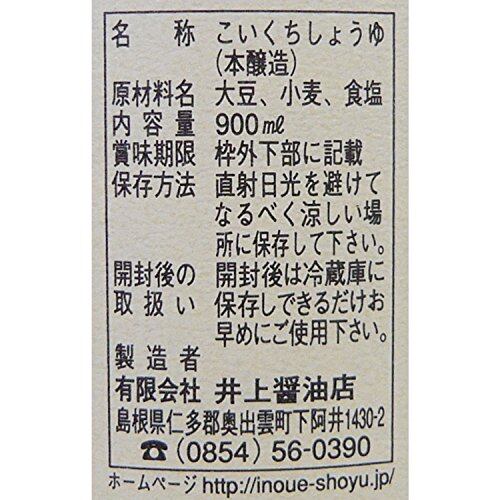 名称 こいくちしょうゆ
(本醸造)
原材料名 大豆、小麦、食塩
内容量 900㎖
賞味期限 枠外下部に記載
保存方法 直射日光を避けて
なるべく涼しい場
所に保存して下さい。
開封後の 開封後は冷蔵庫に
取扱い 保存しできるだけお
早めにご使用下さい。
製造者
有限会社 井上醤油店
島根県仁多郡奥出雲町下阿井1430-2
☎(0854)56-0390
ホームページ http://inoue-shoyu.jp/